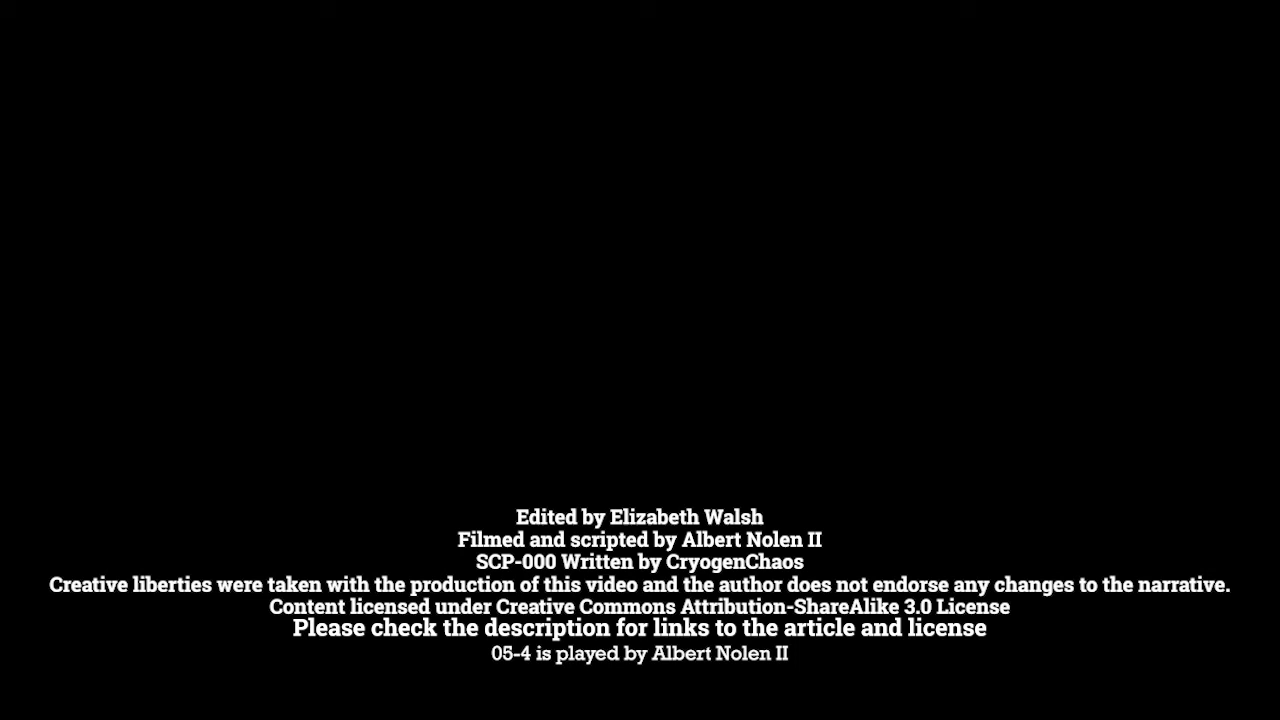 Edited by Elizabeth Walsh
Filmed and scripted by Albert Nolen II
SCP-000 Written by CryogenChaos
Creative liberties were taken with the production of this video and the author does not endorse any changes to the narrative.
Content licensed under Creative Commons Attribution-ShareAlike 3.0 License
Please check the description for links to the article and license
05-4 is played by Albert Nolen II